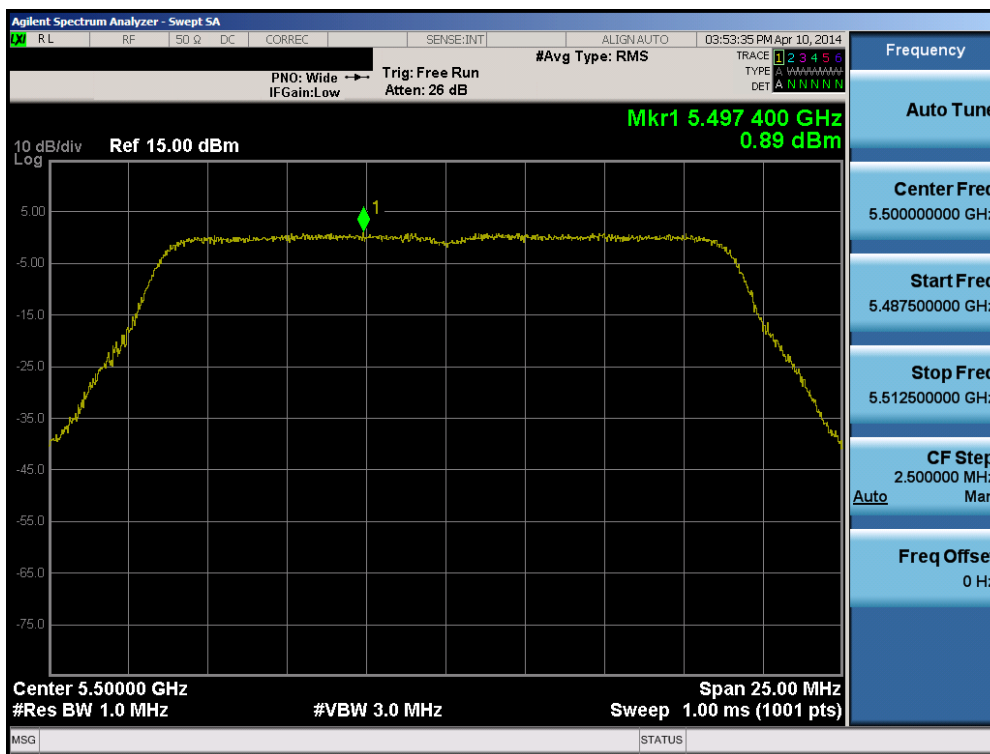 Agilent Spectrum Analyzer - Swept SA
LXI RL RF 50 Ω DC CORREC SENSE:INT ALIGN AUTO 03:53:35 PM Apr 10, 2014
#Avg Type: RMS
TRACE 1 2 3 4 5 6
PNO: Wide Trig: Free Run
TYPE A WWWWW
IFGain:Low Atten: 26 dB
DET A N N N N N
Mkr1 5.497 400 GHz
0.89 dBm
10 dB/div Ref 15.00 dBm
Log
1
5.00
-5.00
-15.0
-25.0
-35.0
-45.0
-55.0
-65.0
-75.0
Center 5.50000 GHz Span 25.00 MHz
#Res BW 1.0 MHz #VBW 3.0 MHz Sweep 1.00 ms (1001 pts)
MSG STATUS
Frequency
Auto Tune
Center Freq
5.500000000 GHz
Start Freq
5.487500000 GHz
Stop Freq
5.512500000 GHz
CF Step
2.500000 MHz
Auto Man
Freq Offset
0 Hz